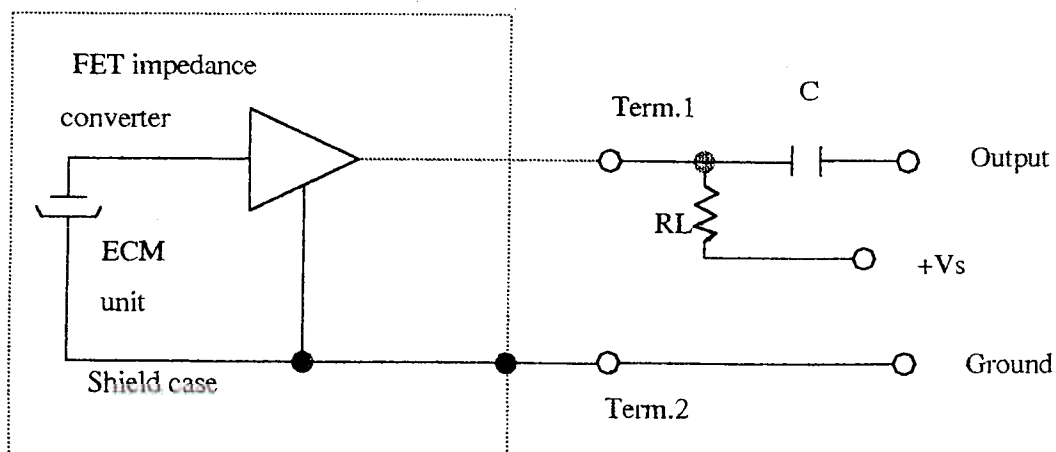 FET impedance
converter
ECM
unit
Shield case
Term.1
C
Output
RL
+Vs
Ground
Term.2